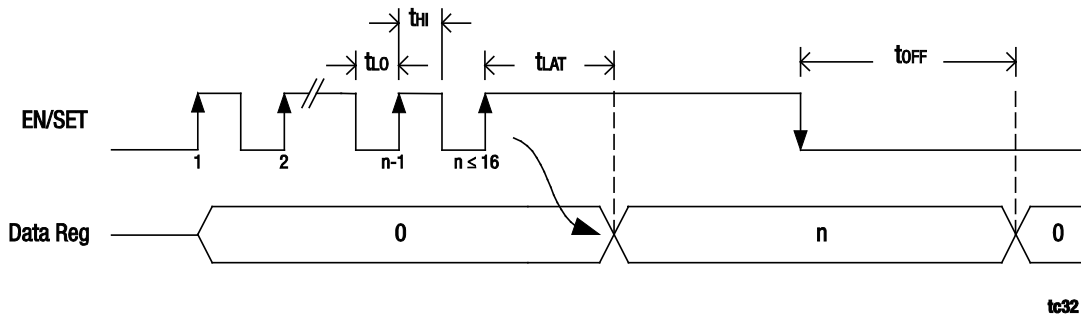 tHI
tLO
tLAT
tOFF
EN/SET
1
2
n-1
n ≤ 16
Data Reg
0
n
0
tc32